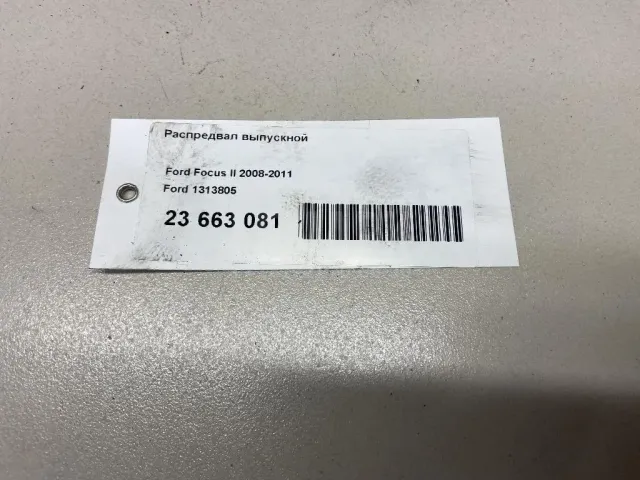 Распредвал выпускной
Ford Focus II 2008-2011
Ford 1313805
23 663 081